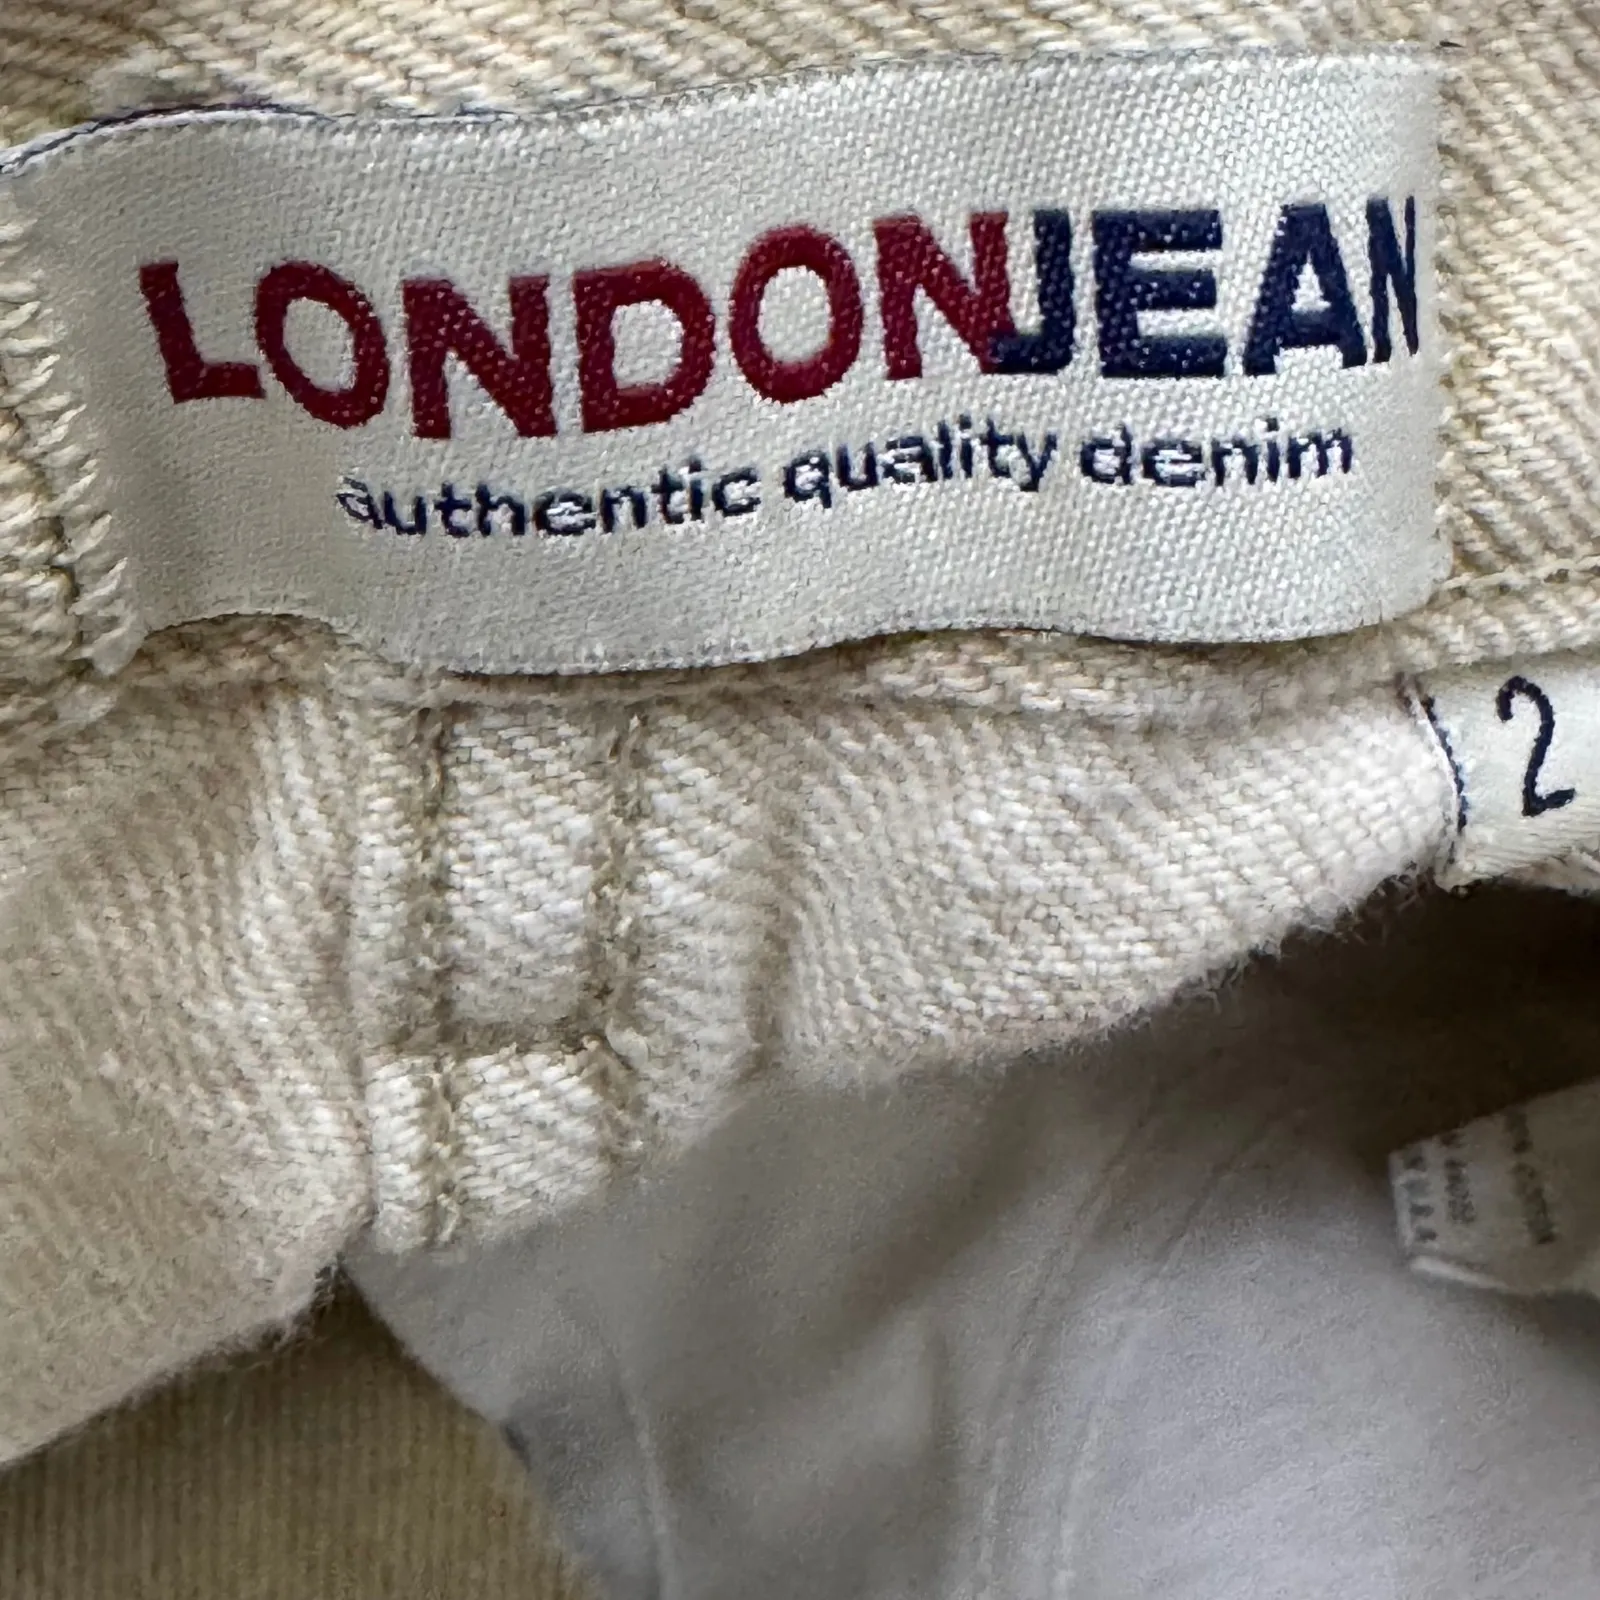 LONDONJEAN
authentic quality denim
2